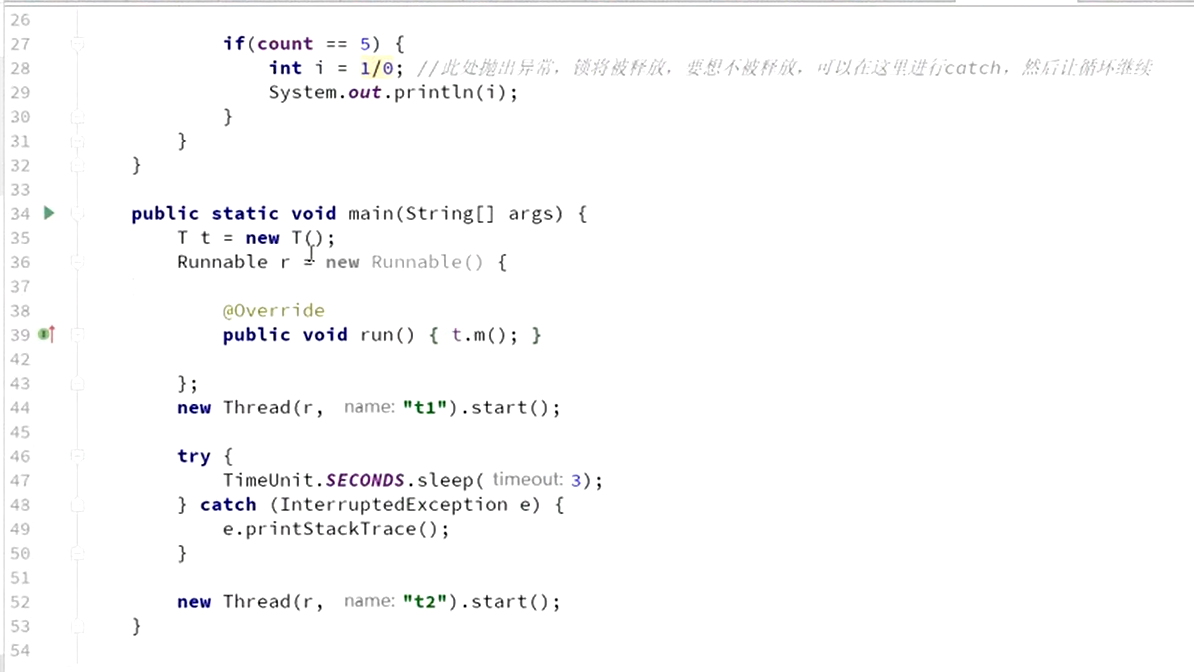 26
27 if(count == 5) {
28 int i = 1/0; //此处抛出异常，锁将被释放，要想不被释放，可以在这里进行catch，然后让循环继续
29 System.out.println(i);
30 }
31 }
32 }
33
34 public static void main(String[] args) {
35 T t = new T();
36 Runnable r = new Runnable() {
37
38 @Override
39 public void run() { t.m(); }
42
43 };
44 new Thread(r, name: "t1").start();
45
46 try {
47 TimeUnit.SECONDS.sleep( timeout: 3);
48 } catch (InterruptedException e) {
49 e.printStackTrace();
50 }
51
52 new Thread(r, name: "t2").start();
53 }
54